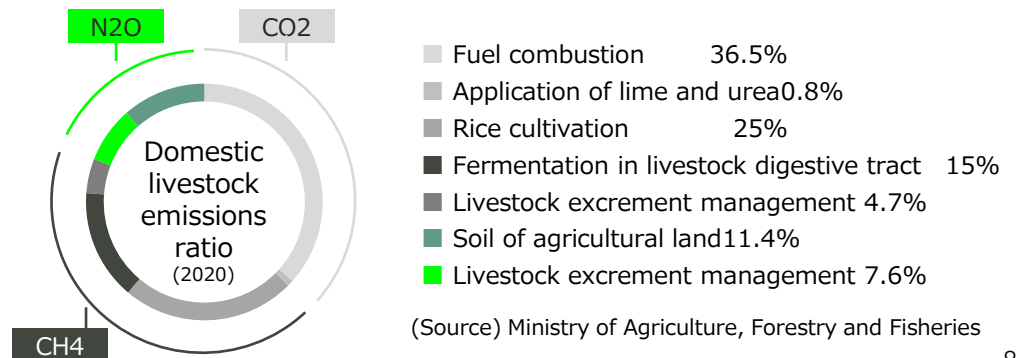 N2O
CO2
Domestic
livestock
emissions
ratio
(2020)
CH4
Fuel combustion 36.5%
Application of lime and urea0.8%
Rice cultivation 25%
Fermentation in livestock digestive tract 15%
Livestock excrement management 4.7%
Soil of agricultural land11.4%
Livestock excrement management 7.6%
(Source) Ministry of Agriculture, Forestry and Fisheries